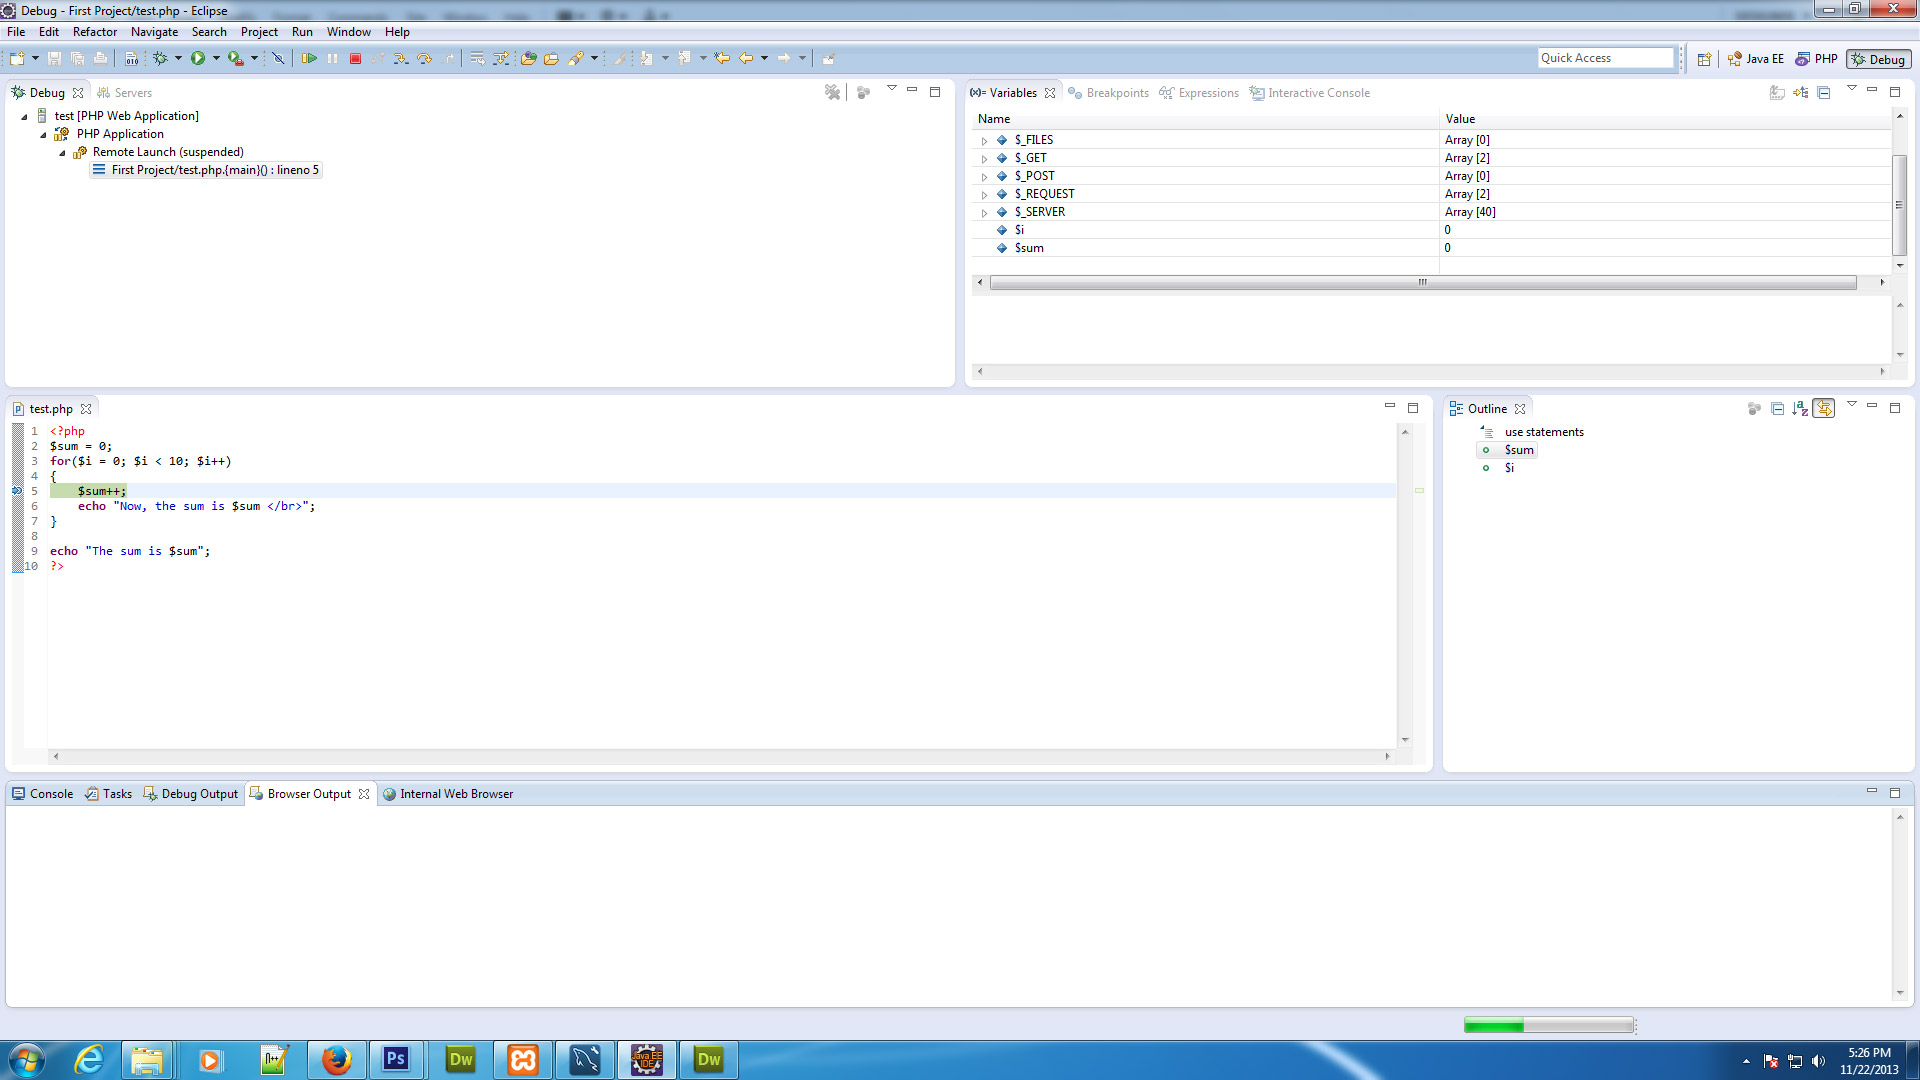 Debug - First Project/test.php - Eclipse
File Edit Refactor Navigate Search Project Run Window Help
Quick Access
Java EE
PHP
Debug
Debug
Servers
test [PHP Web Application]
PHP Application
Remote Launch (suspended)
First Project/test.php.{main}() : lineno 5
(x)= Variables
Breakpoints
Expressions
Interactive Console
Name Value
$_FILES Array [0]
$_GET Array [2]
$_POST Array [0]
$_REQUEST Array [2]
$_SERVER Array [40]
$i 0
$sum 0
test.php
1 <?php
2 $sum = 0;
3 for($i = 0; $i < 10; $i++)
4 {
5 $sum++;
6 echo "Now, the sum is $sum </br>";
7 }
8
9 echo "The sum is $sum";
10 ?>
Outline
use statements
$sum
$i
Console
Tasks
Debug Output
Browser Output
Internal Web Browser
Ps
Dw
Java EE
IDE
Dw
5:26 PM
11/22/2013